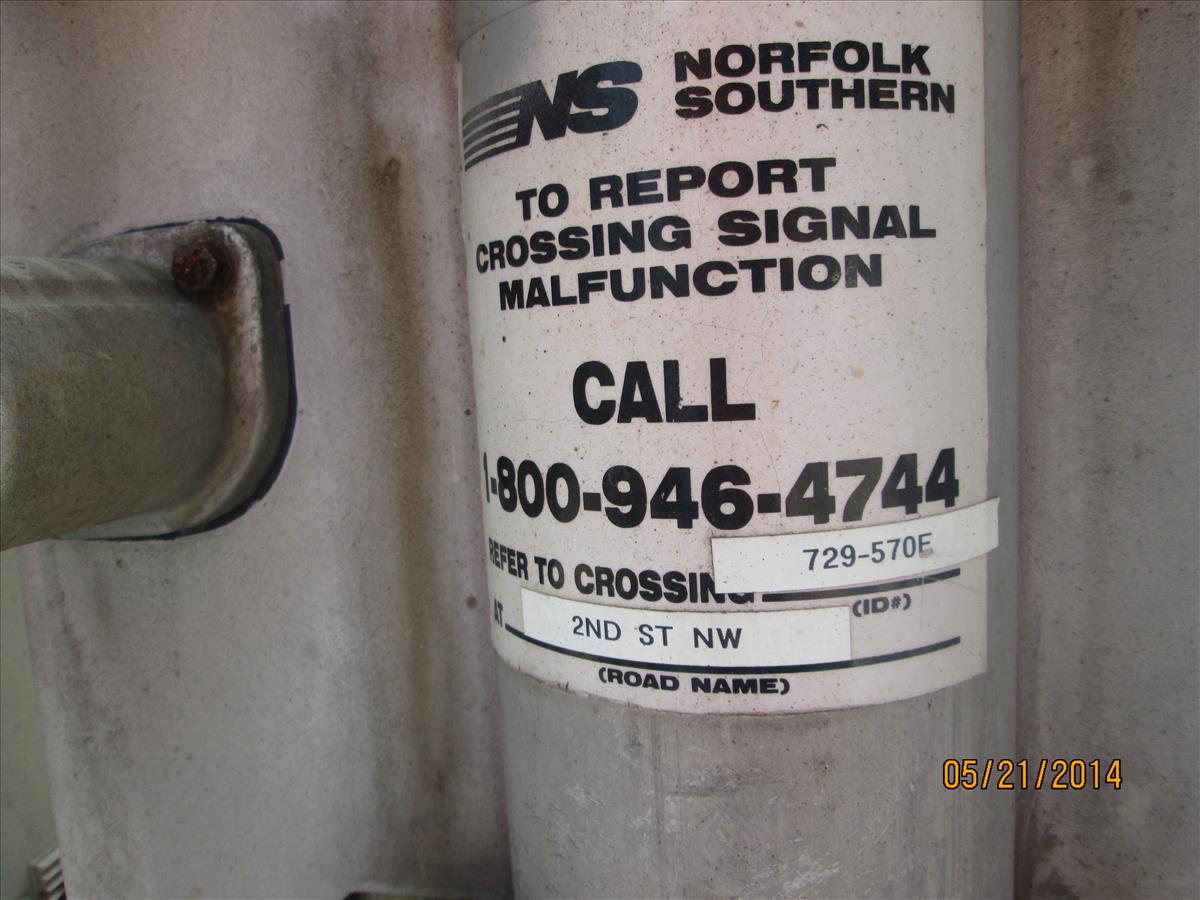 NS NORFOLK
SOUTHERN
TO REPORT
CROSSING SIGNAL
MALFUNCTION
CALL
1-800-946-4744
REFER TO CROSSING 729-570E
(ID#)
AT 2ND ST NW
(ROAD NAME)
05/21/2014